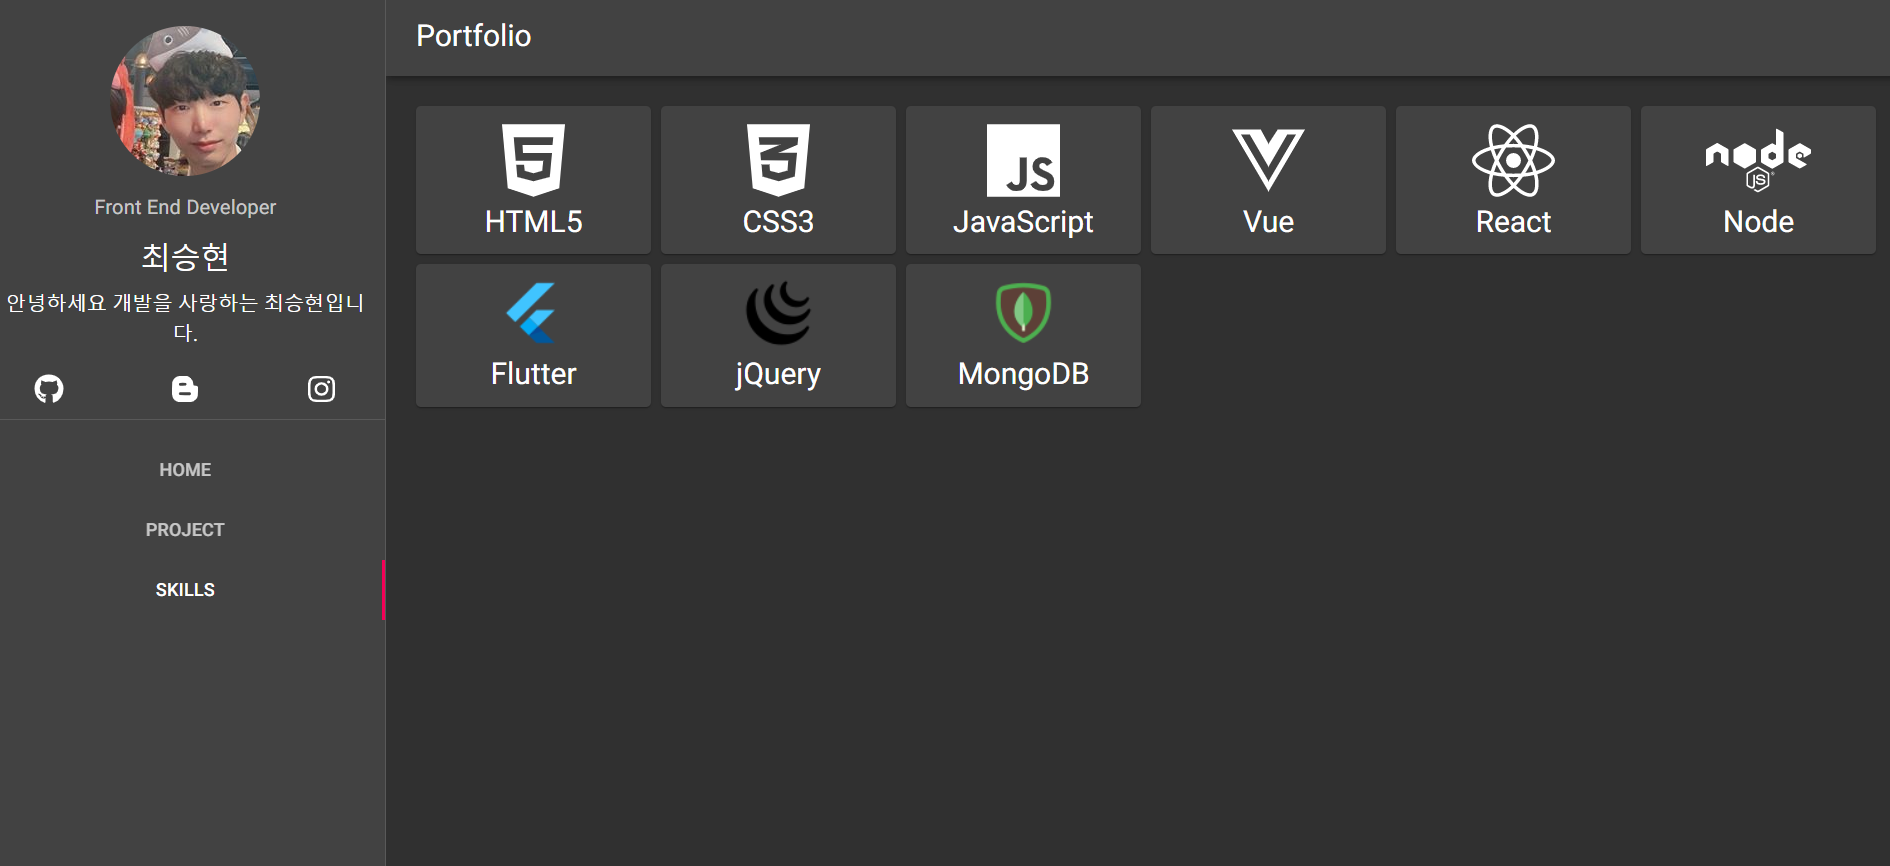 Portfolio
Front End Developer
최승현
안녕하세요 개발을 사랑하는 최승현입니
다.
HOME
PROJECT
SKILLS
5
3
JS
node
JS
HTML5
CSS3
JavaScript
Vue
React
Node
Flutter
jQuery
MongoDB